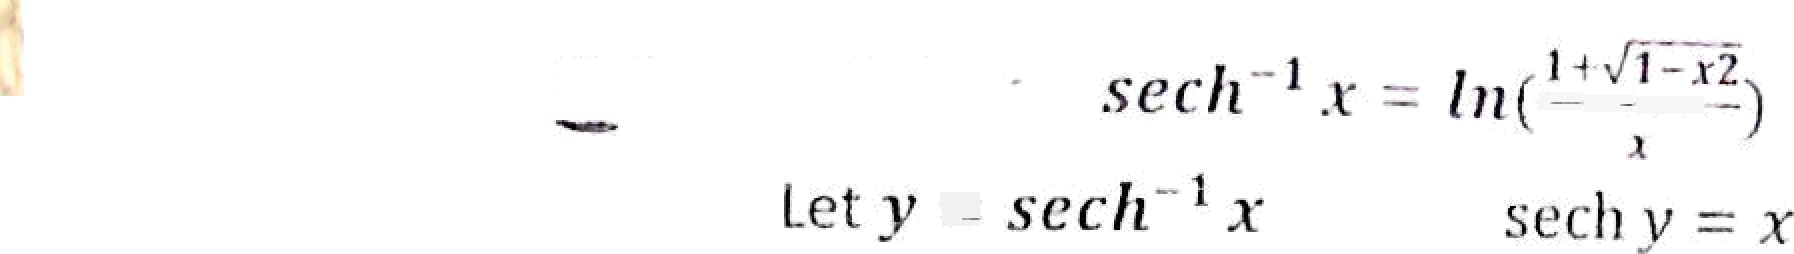 sech⁻¹ x = ln(1+√1−x2 / x)
Let y = sech⁻¹ x sech y = x